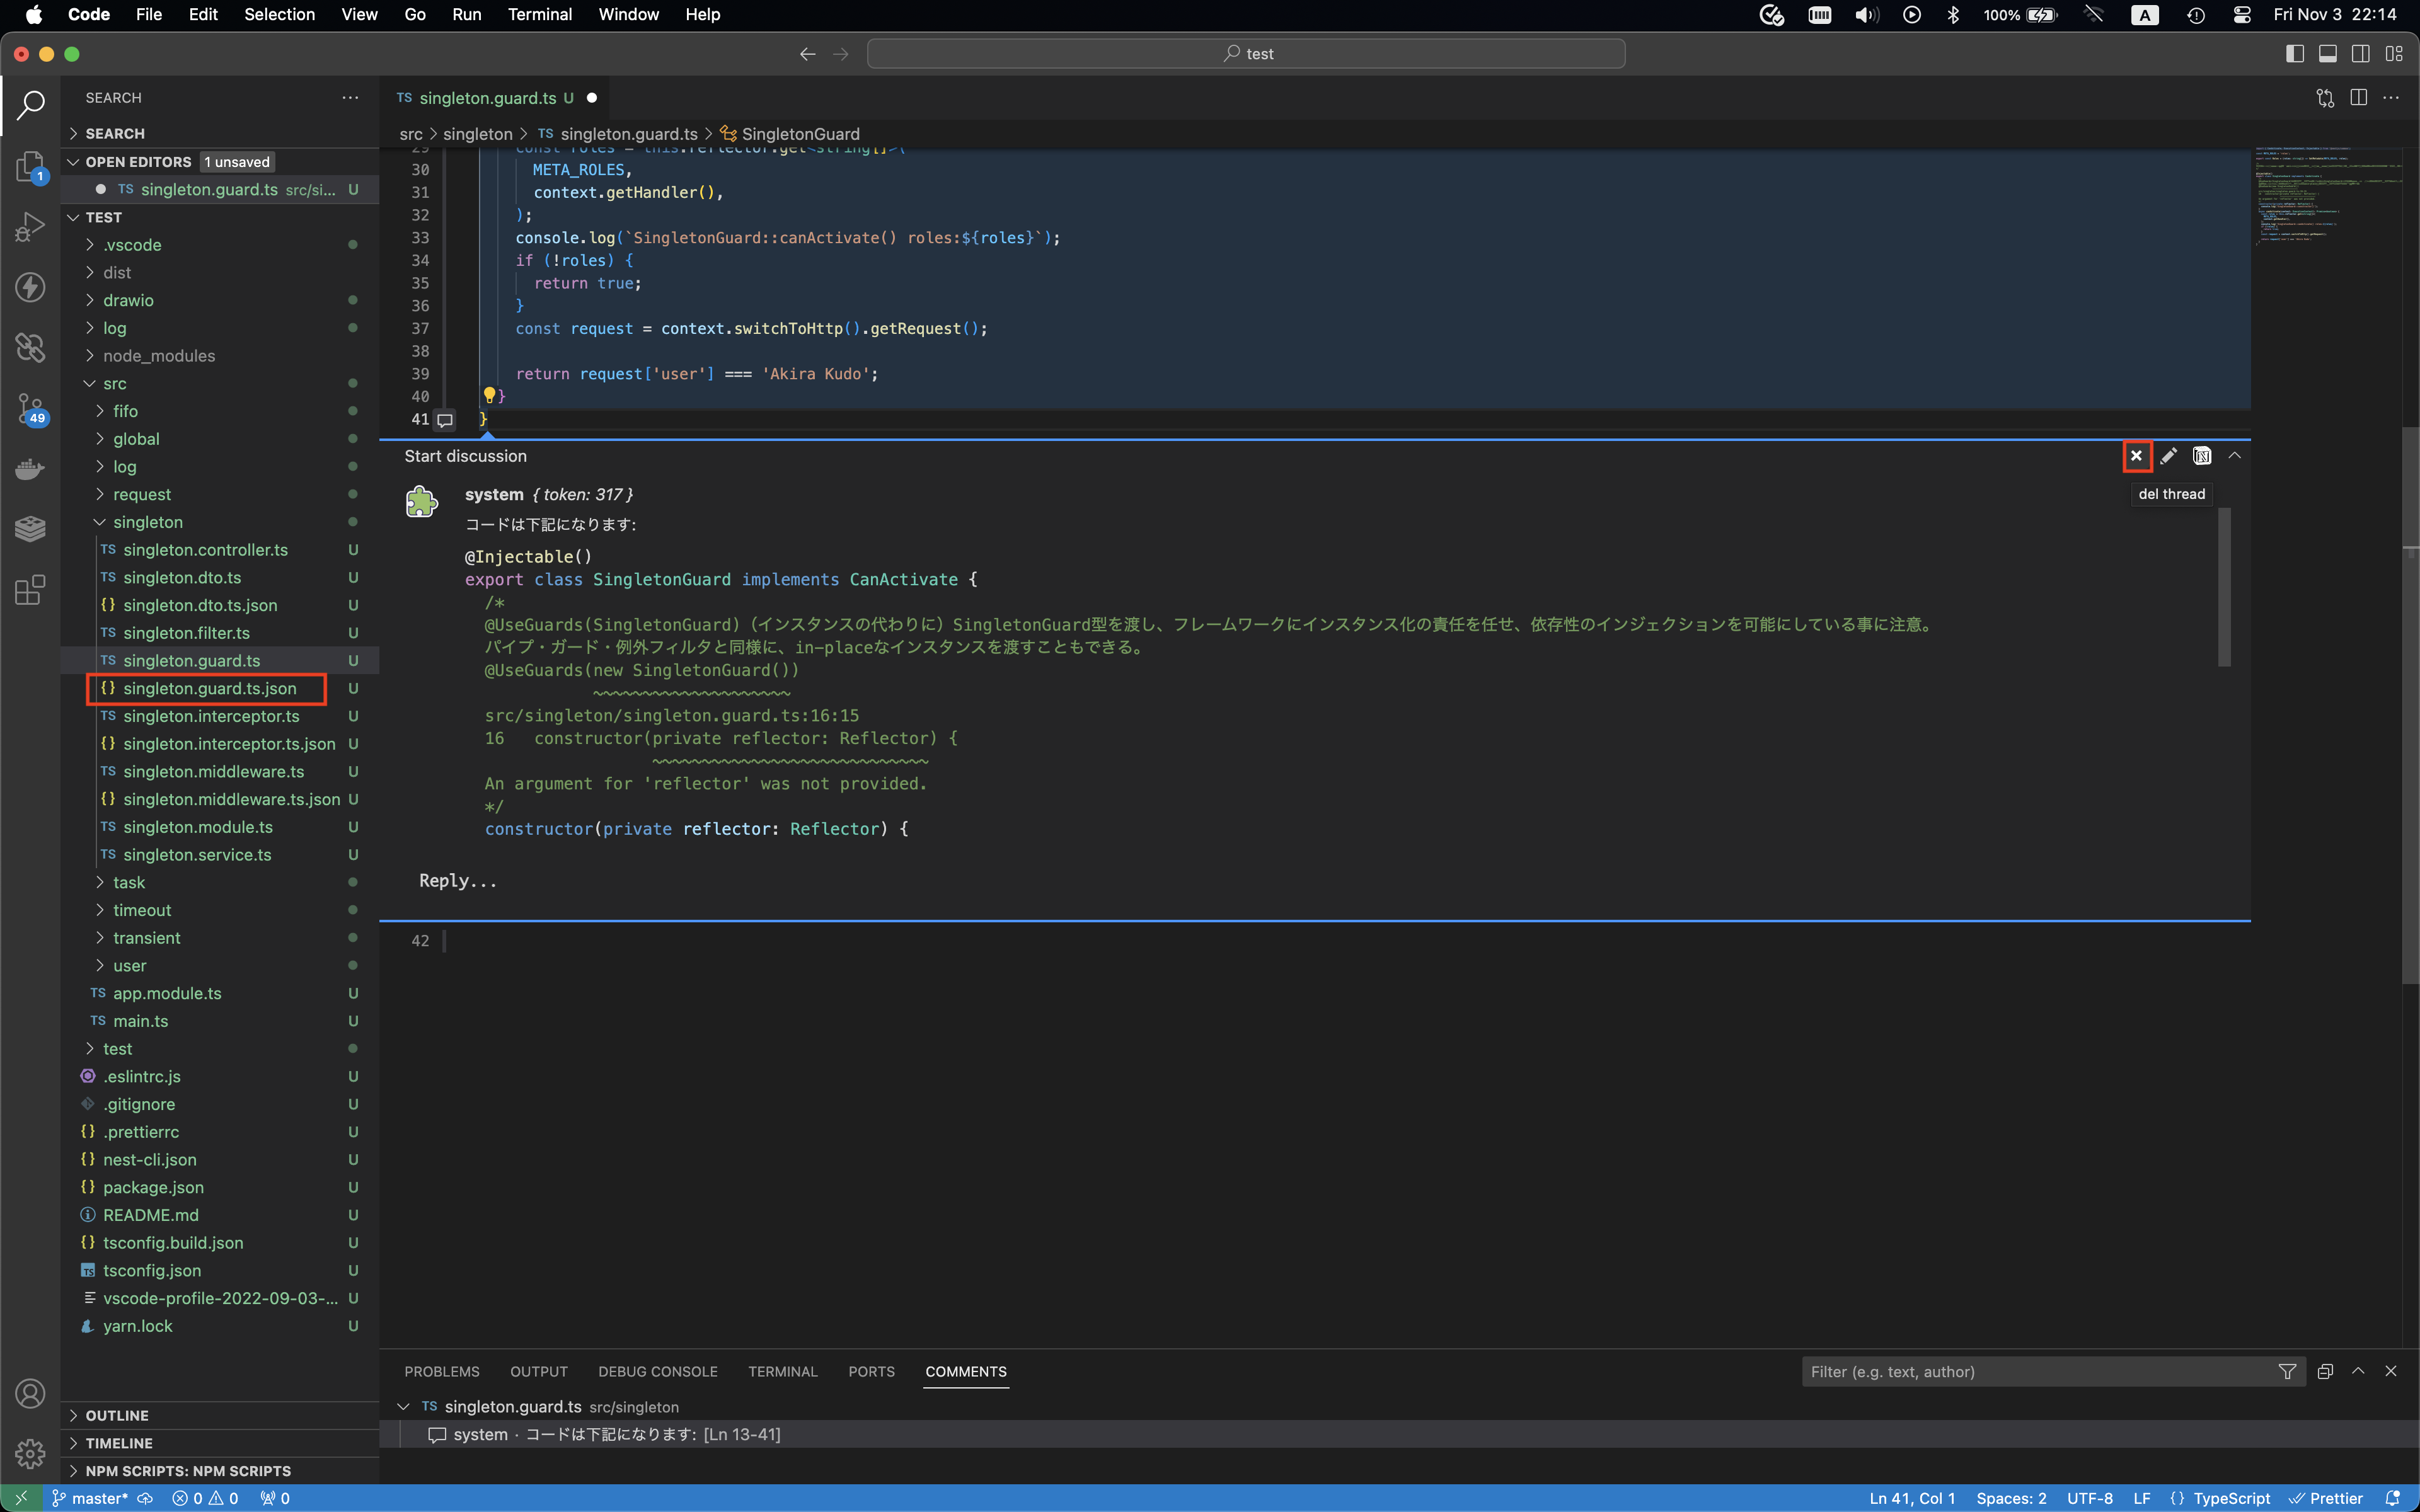 Code File Edit Selection View Go Run Terminal Window Help
100% A Fri Nov 3 22:14
test
SEARCH
SEARCH
OPEN EDITORS 1 unsaved
TS singleton.guard.ts src/si... U
TEST
.vscode
dist
drawio
log
node_modules
src
fifo
global
log
request
singleton
TS singleton.controller.ts U
TS singleton.dto.ts U
{} singleton.dto.ts.json U
TS singleton.filter.ts U
TS singleton.guard.ts U
{} singleton.guard.ts.json U
TS singleton.interceptor.ts U
{} singleton.interceptor.ts.json U
TS singleton.middleware.ts U
{} singleton.middleware.ts.json U
TS singleton.module.ts U
TS singleton.service.ts U
task
timeout
transient
user
TS app.module.ts U
TS main.ts U
test
.eslintrc.js U
.gitignore U
{} .prettierrc U
{} nest-cli.json U
{} package.json U
README.md U
{} tsconfig.build.json U
TS tsconfig.json U
vscode-profile-2022-09-03-... U
yarn.lock U
OUTLINE
TIMELINE
NPM SCRIPTS: NPM SCRIPTS
1
49
TS singleton.guard.ts U
src > singleton > TS singleton.guard.ts > SingletonGuard
29 const roles = this.reflector.get<string[]>(
30 META_ROLES,
31 context.getHandler(),
32 );
33 console.log(`SingletonGuard::canActivate() roles:${roles}`);
34 if (!roles) {
35 return true;
36 }
37 const request = context.switchToHttp().getRequest();
38
39 return request['user'] === 'Akira Kudo';
40 }
41 }
Start discussion
del thread
system { token: 317 }
コードは下記になります:
@Injectable()
export class SingletonGuard implements CanActivate {
/*
@UseGuards(SingletonGuard)（インスタンスの代わりに）SingletonGuard型を渡し、フレームワークにインスタンス化の責任を任せ、依存性のインジェクションを可能にしている事に注意。
パイプ・ガード・例外フィルタと同様に、in-placeなインスタンスを渡すこともできる。
@UseGuards(new SingletonGuard())
~~~~~~~~~~~~~~~~~~~~
src/singleton/singleton.guard.ts:16:15
16 constructor(private reflector: Reflector) {
~~~~~~~~~~~~~~~~~~~~~~~~~~~~
An argument for 'reflector' was not provided.
*/
constructor(private reflector: Reflector) {
Reply...
42
PROBLEMS OUTPUT DEBUG CONSOLE TERMINAL PORTS COMMENTS
Filter (e.g. text, author)
TS singleton.guard.ts src/singleton
system · コードは下記になります: [Ln 13-41]
master* 0 0 0
Ln 41, Col 1 Spaces: 2 UTF-8 LF {} TypeScript Prettier